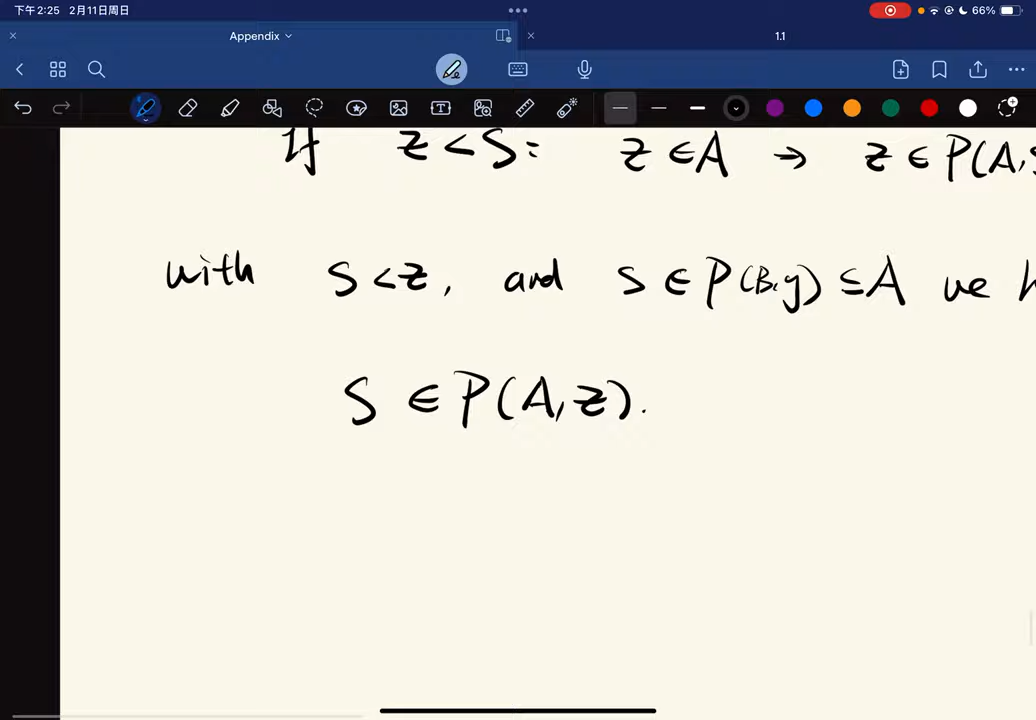 下午2:25 2月11日周日
66%
Appendix
1.1
If z < S: z ∈ A → z ∈ P(A,
with S < z, and S ∈ P(B,y) ⊆ A we
S ∈ P(A,z).